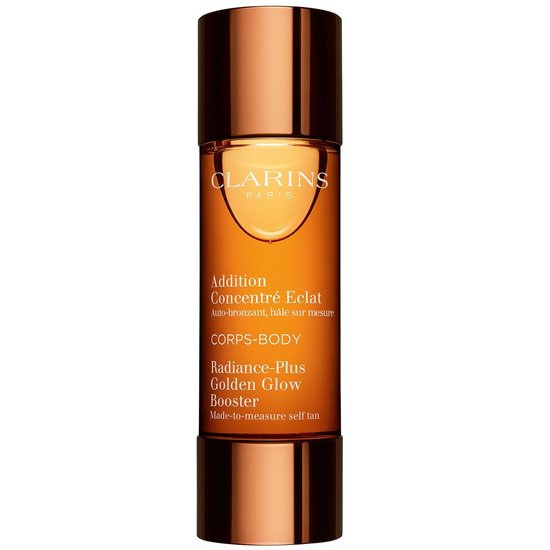 CLARINS
PARIS
Addition
Concentré Eclat
Auto-bronzant, hâle sur mesure
CORPS-BODY
Radiance-Plus
Golden Glow
Booster
Made-to-measure self tan